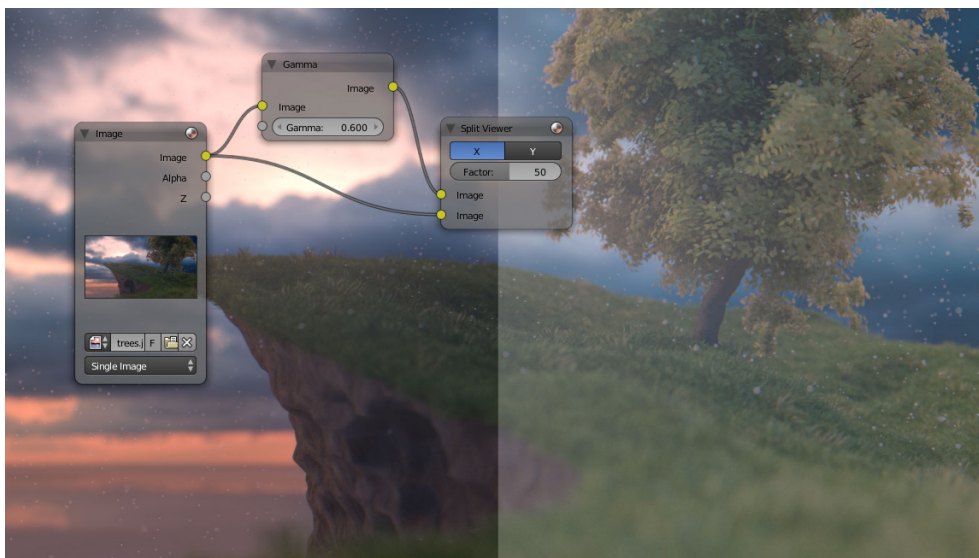 Gamma
Image
Image
Gamma: 0.600
Image
Image
Alpha
Z
trees.j F
Single Image
Split Viewer
X Y
Factor: 50
Image
Image